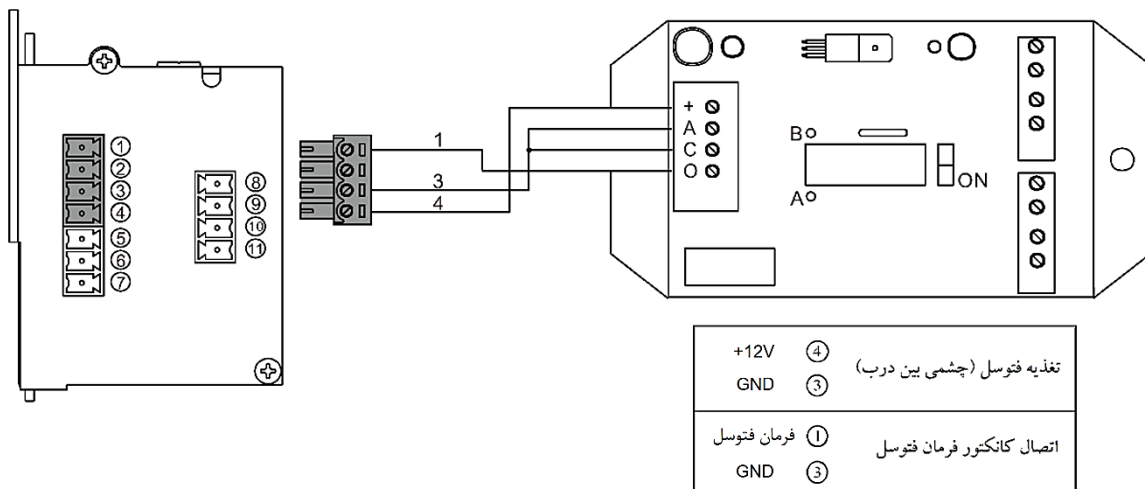 ①
②
③
④
⑤
⑥
⑦
⑧
⑨
⑩
⑪
1
3
4
+
A
C
O
B
A
ON
تغذیه فتوسل (چشمی بین درب)
④ +12V
③ GND
اتصال کانکتور فرمان فتوسل
① فرمان فتوسل
③ GND